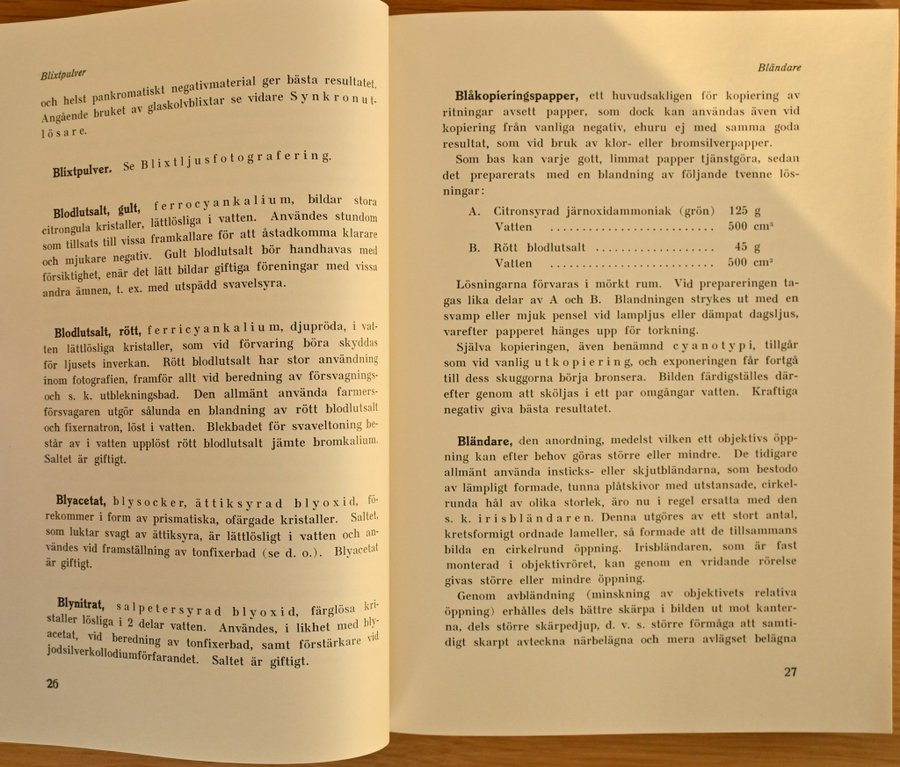 Blixtpulver
och helst pankromatiskt negativmaterial ger bästa resultatet.
Angående bruket av glaskolvblixtar se vidare Synkronut-
lösare.
Blixtpulver. Se Blixtljusfotografering.
Blodlutsalt, gult, ferrocyankalium, bildar stora
citrongula kristaller, lättlösliga i vatten. Användes stundom
som tillsats till vissa framkallare för att åstadkomma klarare
och mjukare negativ. Gult blodlutsalt bör handhavas med
försiktighet, enär det lätt bildar giftiga föreningar med vissa
andra ämnen, t. ex. med utspädd svavelsyra.
Blodlutsalt, rött, ferricyankalium, djupröda, i vat-
ten lättlösliga kristaller, som vid förvaring böra skyddas
för ljusets inverkan. Rött blodlutsalt har stor användning
inom fotografien, framför allt vid beredning av försvagnings-
och s. k. utblekningsbad. Den allmänt använda farmers-
försvagaren utgör sålunda en blandning av rött blodlutsalt
och fixernatron, löst i vatten. Blekbadet för svaveltoning be-
står av i vatten upplöst rött blodlutsalt jämte bromkalium.
Saltet är giftigt.
Blyacetat, blysocker, ättiksyrad blyoxid, fö-
rekommer i form av prismatiska, ofärgade kristaller. Saltet,
som luktar svagt av ättiksyra, är lättlösligt i vatten och an-
vändes vid framställning av tonfixerbad (se d. o.). Blyacetat
är giftigt.
Blynitrat, salpetersyrad blyoxid, färglösa kri-
staller lösliga i 2 delar vatten. Användes, i likhet med bly-
acetat, vid beredning av tonfixerbad, samt förstärkare vid
jodsilverkollodiumförfarandet. Saltet är giftigt.
26
Bländare
Blåkopieringspapper, ett huvudsakligen för kopiering av
ritningar avsett papper, som dock kan användas även vid
kopiering från vanliga negativ, ehuru ej med samma goda
resultat, som vid bruk av klor- eller bromsilverpapper.
Som bas kan varje gott, limmat papper tjänstgöra, sedan
det preparerats med en blandning av följande tvenne lös-
ningar:
A. Citronsyrad järnoxidammoniak (grön) 125 g
Vatten ........................ 500 cm³
B. Rött blodlutsalt .................. 45 g
Vatten ........................ 500 cm³
Lösningarna förvaras i mörkt rum. Vid prepareringen ta-
gas lika delar av A och B. Blandningen strykes ut med en
svamp eller mjuk pensel vid lampljus eller dämpat dagsljus,
varefter papperet hänges upp för torkning.
Själva kopieringen, även benämnd cyanotypi, tillgår
som vid vanlig utkopiering, och exponeringen får fortgå
till dess skuggorna börja bronsera. Bilden färdigställes där-
efter genom att sköljas i ett par omgångar vatten. Kraftiga
negativ giva bästa resultatet.
Bländare, den anordning, medelst vilken ett objektivs öpp-
ning kan efter behov göras större eller mindre. De tidigare
allmänt använda insticks- eller skjutbländarna, som bestodo
av lämpligt formade, tunna plåtskivor med utstansade, cirkel-
runda hål av olika storlek, äro nu i regel ersatta med den
s. k. irisbländaren. Denna utgöres av ett stort antal,
kretsformigt ordnade lameller, så formade att de tillsammans
bilda en cirkelrund öppning. Irisbländaren, som är fast
monterad i objektivröret, kan genom en vridande rörelse
givas större eller mindre öppning.
Genom avbländning (minskning av objektivets relativa
öppning) erhålles dels bättre skärpa i bilden ut mot kanter-
na, dels större skärpedjup, d. v. s. större förmåga att samti-
digt skarpt avteckna närbelägna och mera avlägset belägna
27